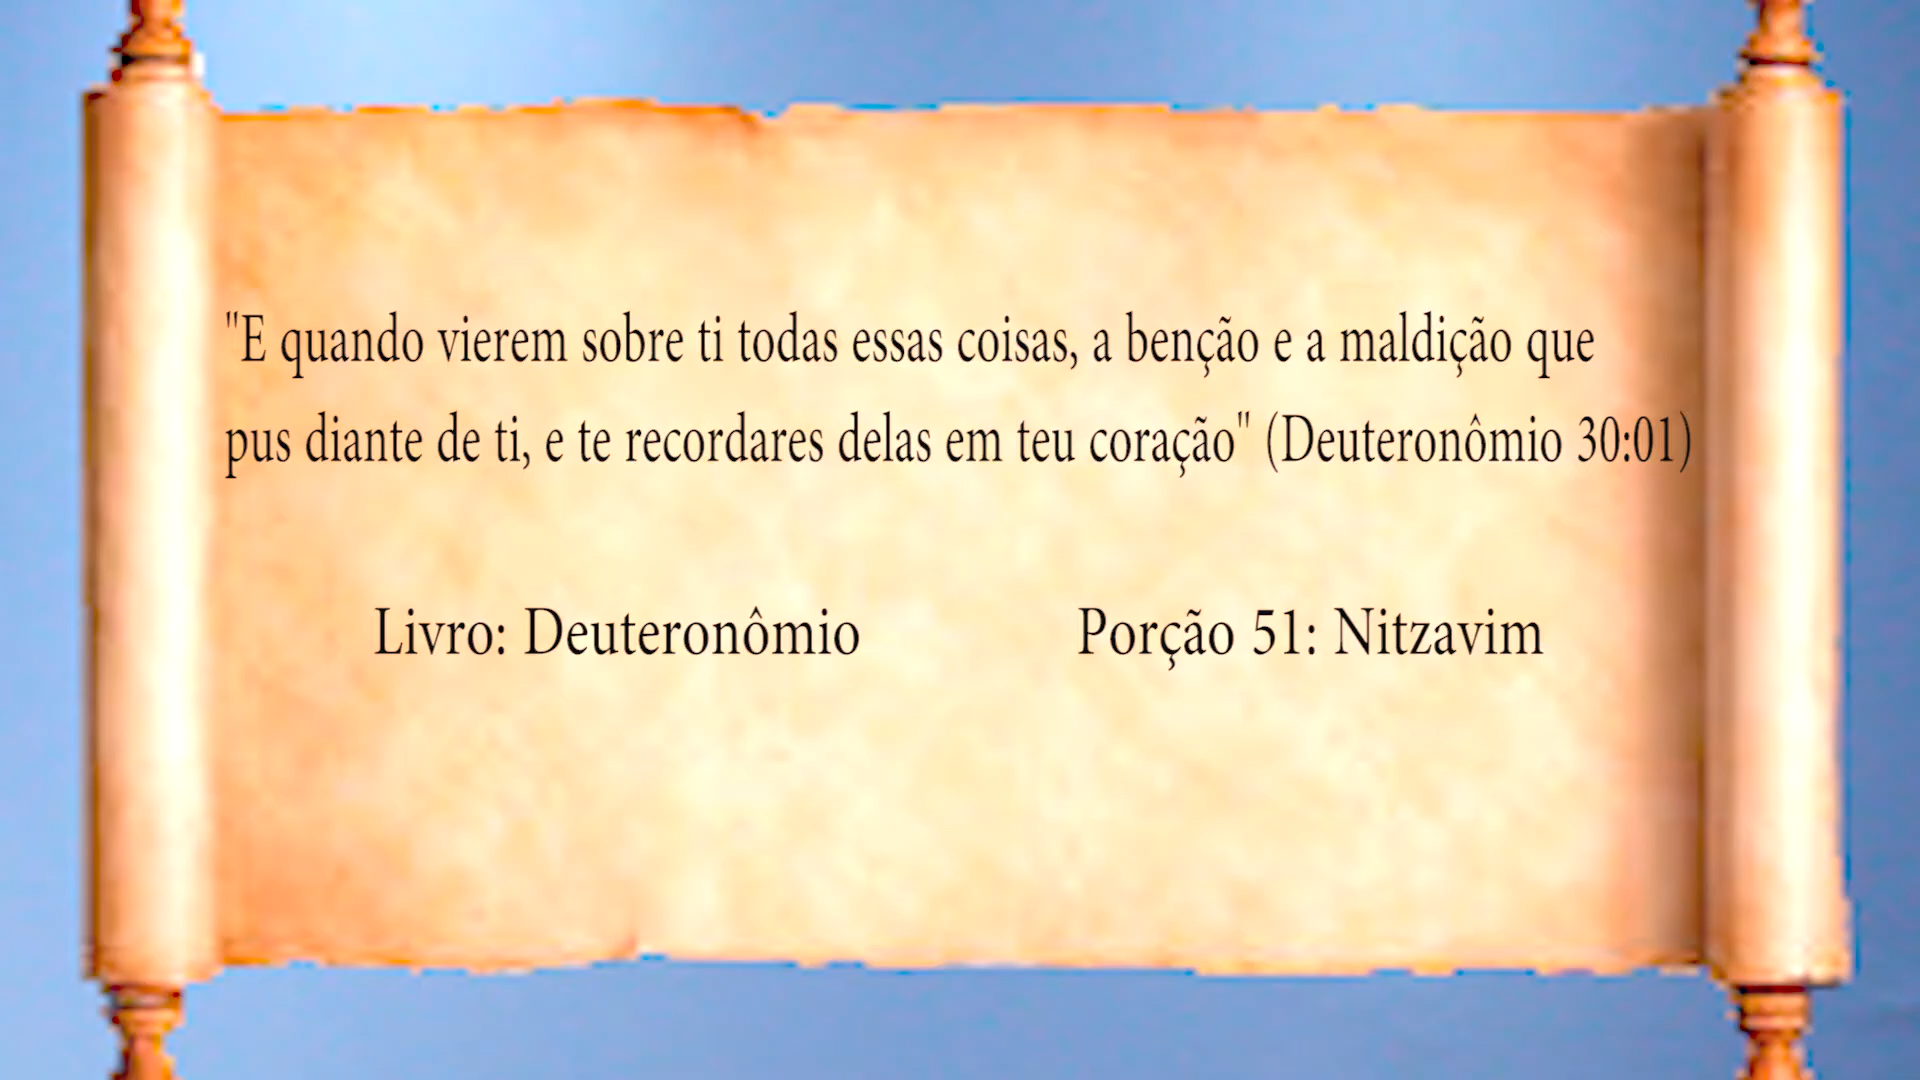 "E quando vierem sobre ti todas essas coisas, a benção e a maldição que
pus diante de ti, e te recordares delas em teu coração" (Deuteronômio 30:01)
Livro: Deuteronômio
Porção 51: Nitzavim